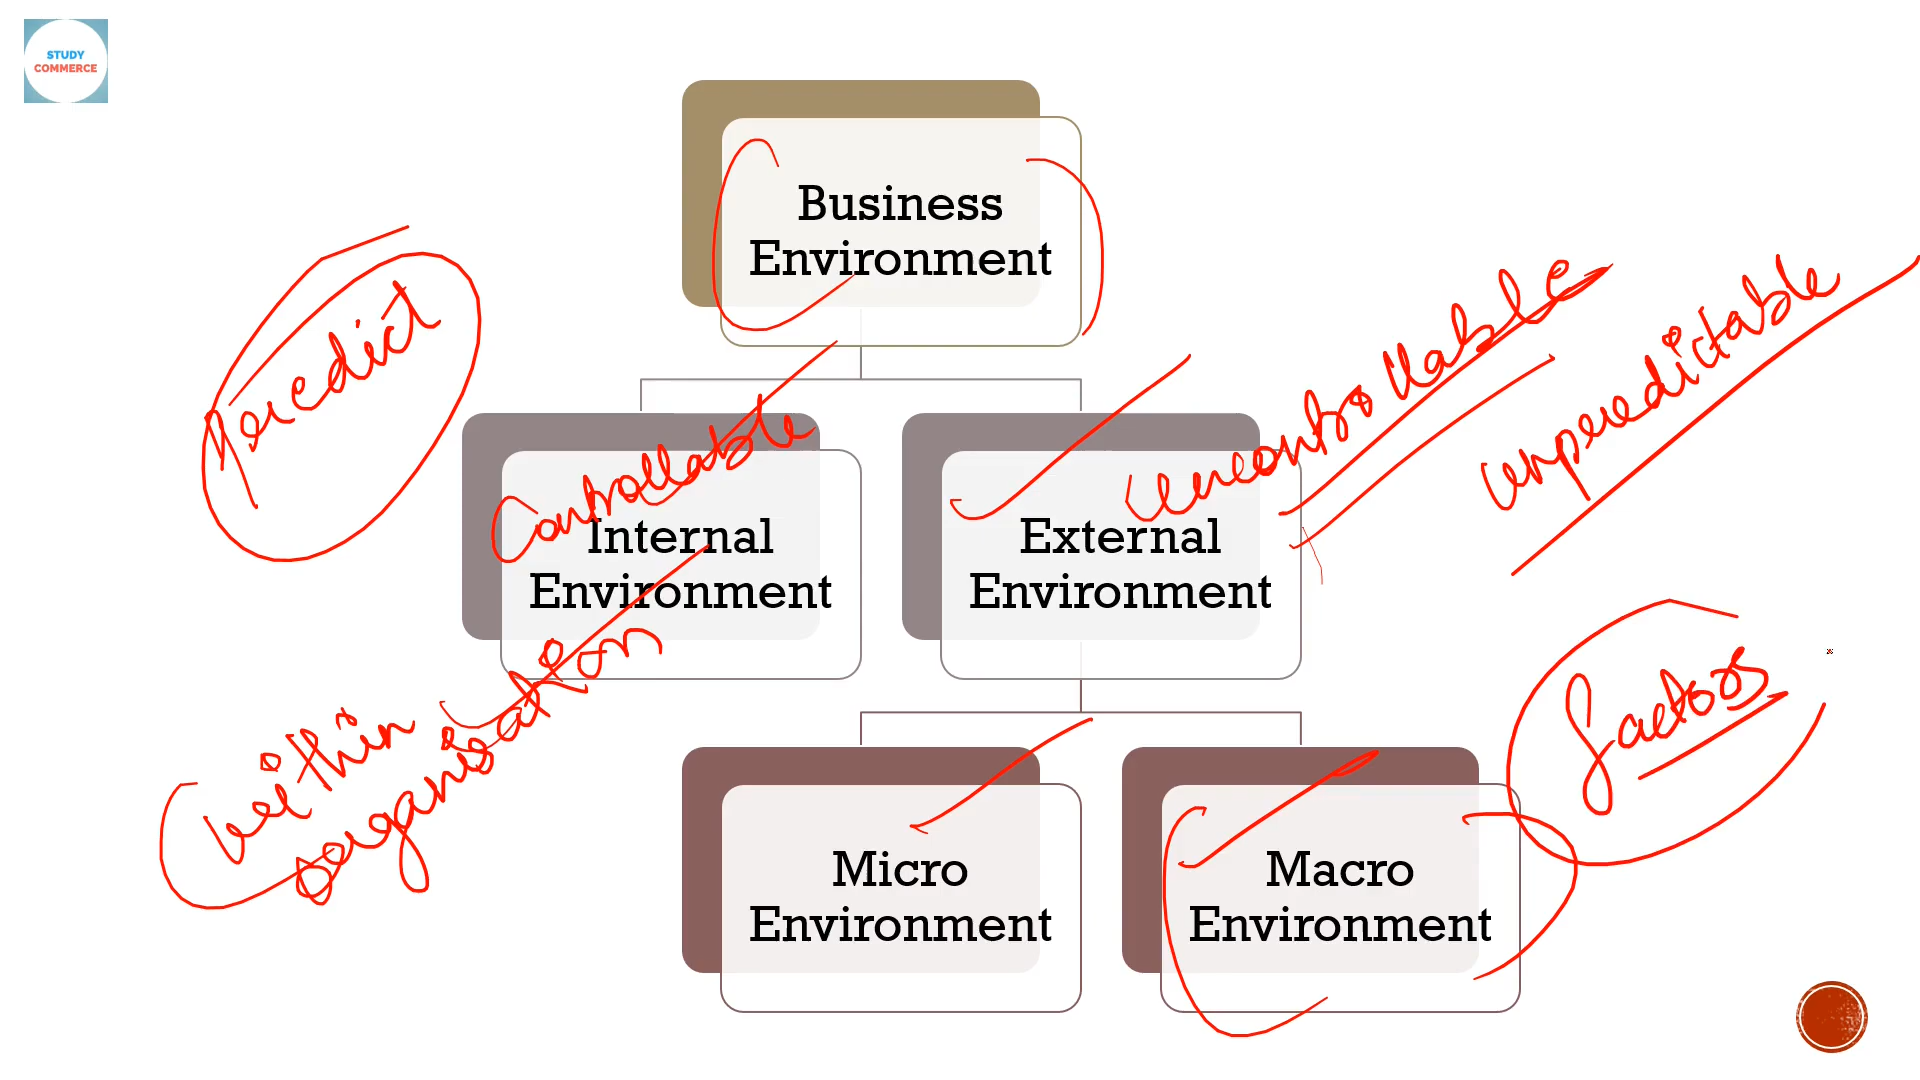 STUDY
COMMERCE
Business
Environment
Predict
Controllable
uncontrollable
unpredictable
Internal
Environment
External
Environment
within
organisation
Factors
Micro
Environment
Macro
Environment